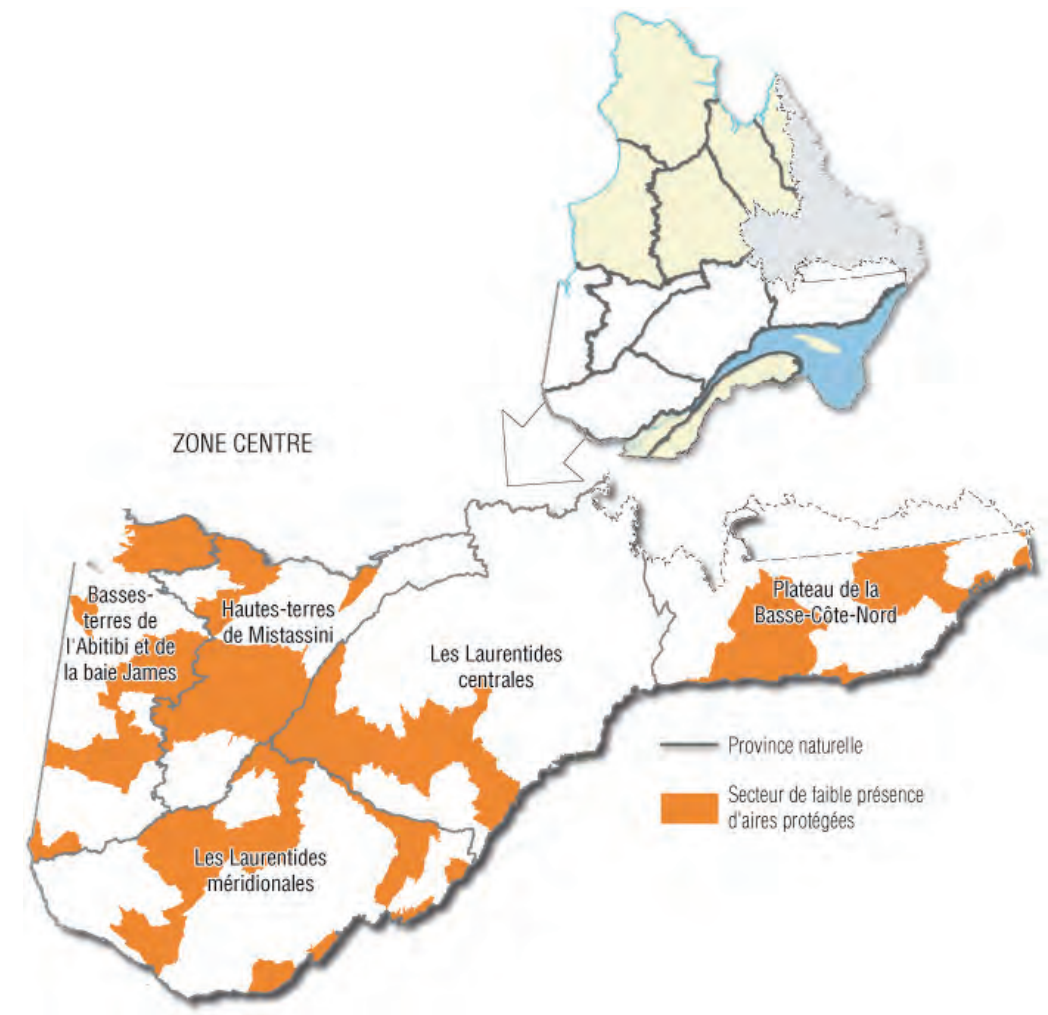 ZONE CENTRE
Basses-
terres de
l'Abitibi et de
la baie James
Hautes-terres
de Mistassini
Les Laurentides
centrales
Plateau de la
Basse-Côte-Nord
Les Laurentides
méridionales
Province naturelle
Secteur de faible présence
d'aires protégées